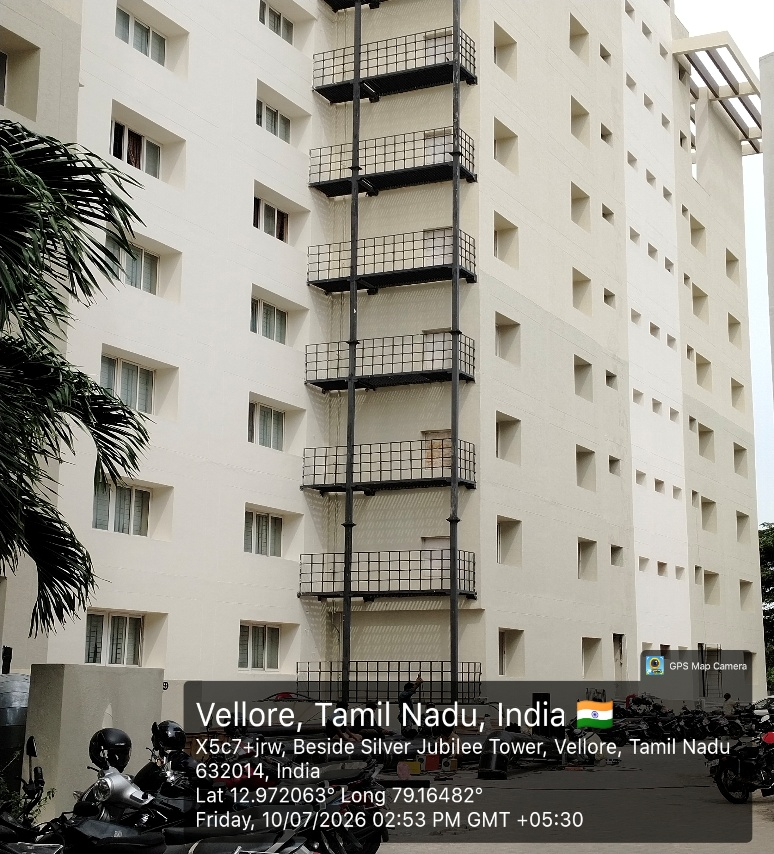 GPS Map Camera
Vellore, Tamil Nadu, India 🇮🇳
X5c7+jrw, Beside Silver Jubilee Tower, Vellore, Tamil Nadu
632014, India
Lat 12.972063° Long 79.16482°
Friday, 10/07/2026 02:53 PM GMT +05:30